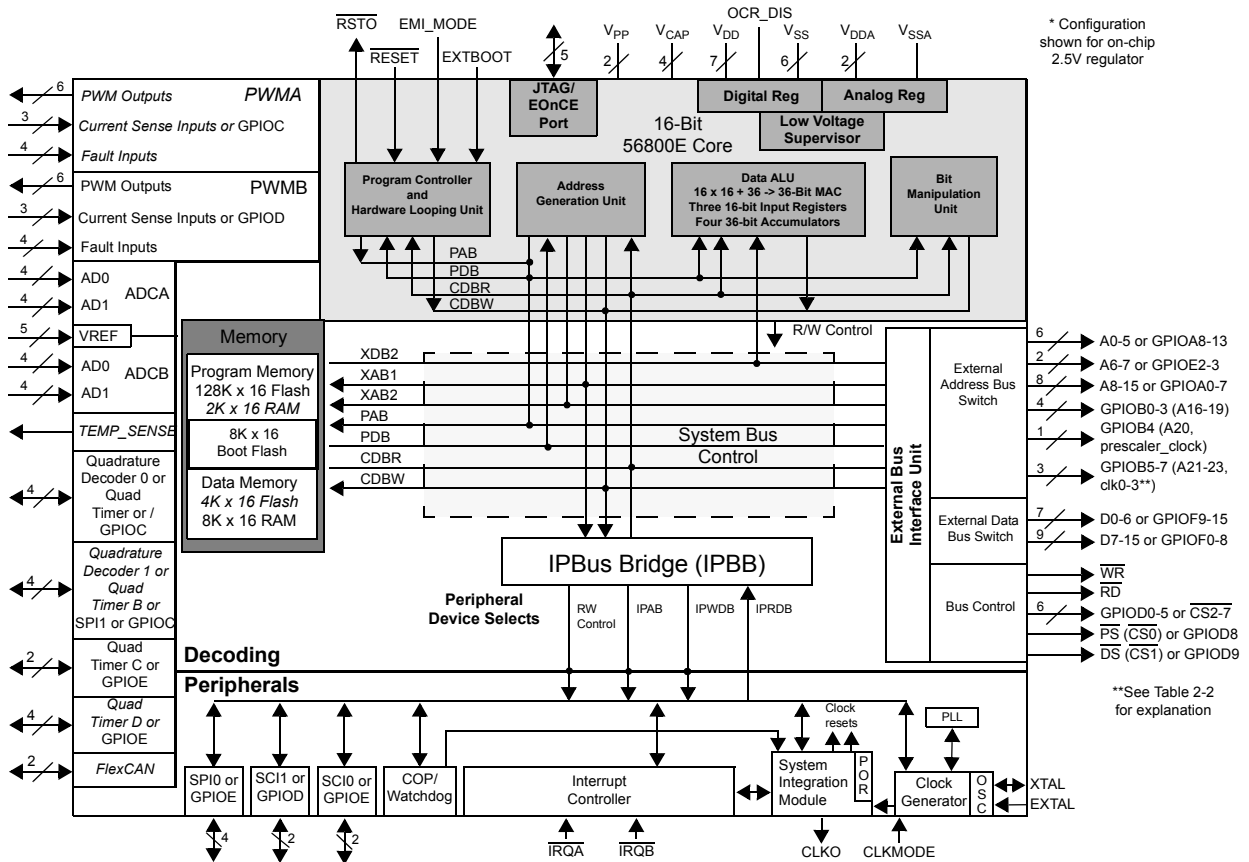 RSTO
EMI_MODE
RESET
EXTBOOT
5
VPP
2
VCAP
4
VDD
7
OCR_DIS
VSS
6
VDDA
2
VSSA
* Configuration
shown for on-chip
2.5V regulator
6
PWM Outputs
PWMA
3
Current Sense Inputs or GPIOC
4
Fault Inputs
6
PWM Outputs
PWMB
3
Current Sense Inputs or GPIOD
4
Fault Inputs
4
AD0
ADCA
4
AD1
5
VREF
4
AD0
ADCB
4
AD1
TEMP_SENSE
4
Quadrature
Decoder 0 or
Quad
Timer or /
GPIOC
4
Quadrature
Decoder 1 or
Quad
Timer B or
SPI1 or GPIOC
2
Quad
Timer C or
GPIOE
4
Quad
Timer D or
GPIOE
2
FlexCAN
JTAG/
EOnCE
Port
Digital Reg
Analog Reg
Low Voltage
Supervisor
16-Bit
56800E Core
Program Controller
and
Hardware Looping Unit
Address
Generation Unit
Data ALU
16 x 16 + 36 -> 36-Bit MAC
Three 16-bit Input Registers
Four 36-bit Accumulators
Bit
Manipulation
Unit
PAB
PDB
CDBR
CDBW
R/W Control
Memory
Program Memory
128K x 16 Flash
2K x 16 RAM
8K x 16
Boot Flash
Data Memory
4K x 16 Flash
8K x 16 RAM
XDB2
XAB1
XAB2
PAB
PDB
CDBR
CDBW
System Bus
Control
External Bus
Interface Unit
External
Address Bus
Switch
External Data
Bus Switch
Bus Control
6
A0-5 or GPIOA8-13
2
A6-7 or GPIOE2-3
8
A8-15 or GPIOA0-7
4
GPIOB0-3 (A16-19)
1
GPIOB4 (A20,
prescaler_clock)
3
GPIOB5-7 (A21-23,
clk0-3**)
7
D0-6 or GPIOF9-15
9
D7-15 or GPIOF0-8
WR
RD
6
GPIOD0-5 or CS2-7
PS (CS0) or GPIOD8
DS (CS1) or GPIOD9
**See Table 2-2
for explanation
IPBus Bridge (IPBB)
Peripheral
Device Selects
RW
Control
IPAB
IPWDB
IPRDB
Decoding
Peripherals
Clock
resets
PLL
SPI0 or
GPIOE
SCI1 or
GPIOD
SCI0 or
GPIOE
COP/
Watchdog
Interrupt
Controller
System
Integration
Module
POR
Clock
Generator
OSC
XTAL
EXTAL
4
2
2
IRQA
IRQB
CLKO
CLKMODE